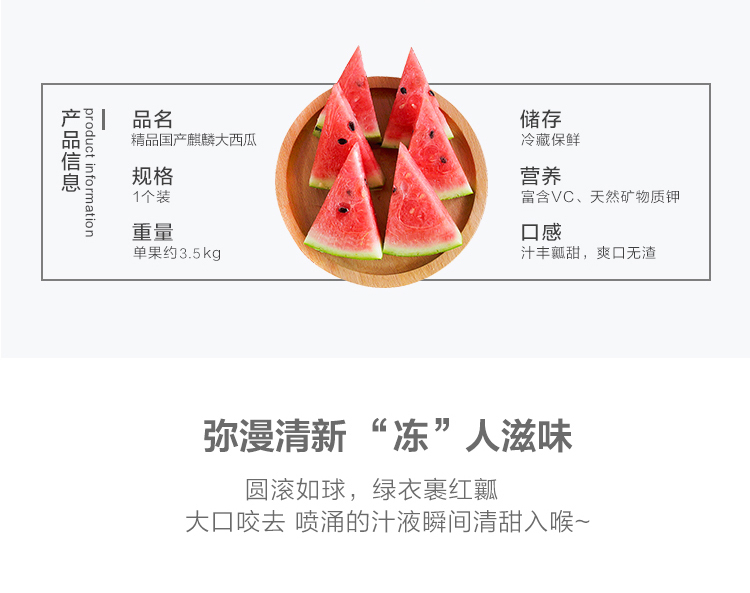 产品信息
product information
品名
精品国产麒麟大西瓜
规格
1个装
重量
单果约3.5kg
储存
冷藏保鲜
营养
富含VC、天然矿物质钾
口感
汁丰瓤甜，爽口无渣
弥漫清新“冻”人滋味
圆滚如球，绿衣裹红瓤
大口咬去 喷涌的汁液瞬间清甜入喉~